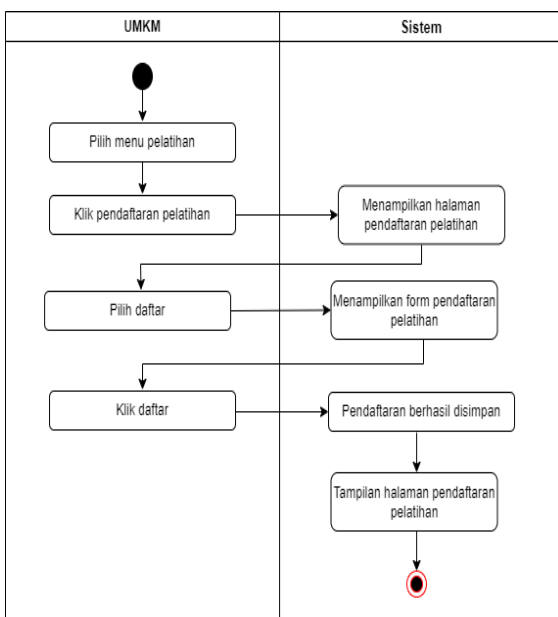 UMKM
Sistem
Pilih menu pelatihan
Klik pendaftaran pelatihan
Menampilkan halaman
pendaftaran pelatihan
Pilih daftar
Menampilkan form pendaftaran
pelatihan
Klik daftar
Pendaftaran berhasil disimpan
Tampilan halaman pendaftaran
pelatihan